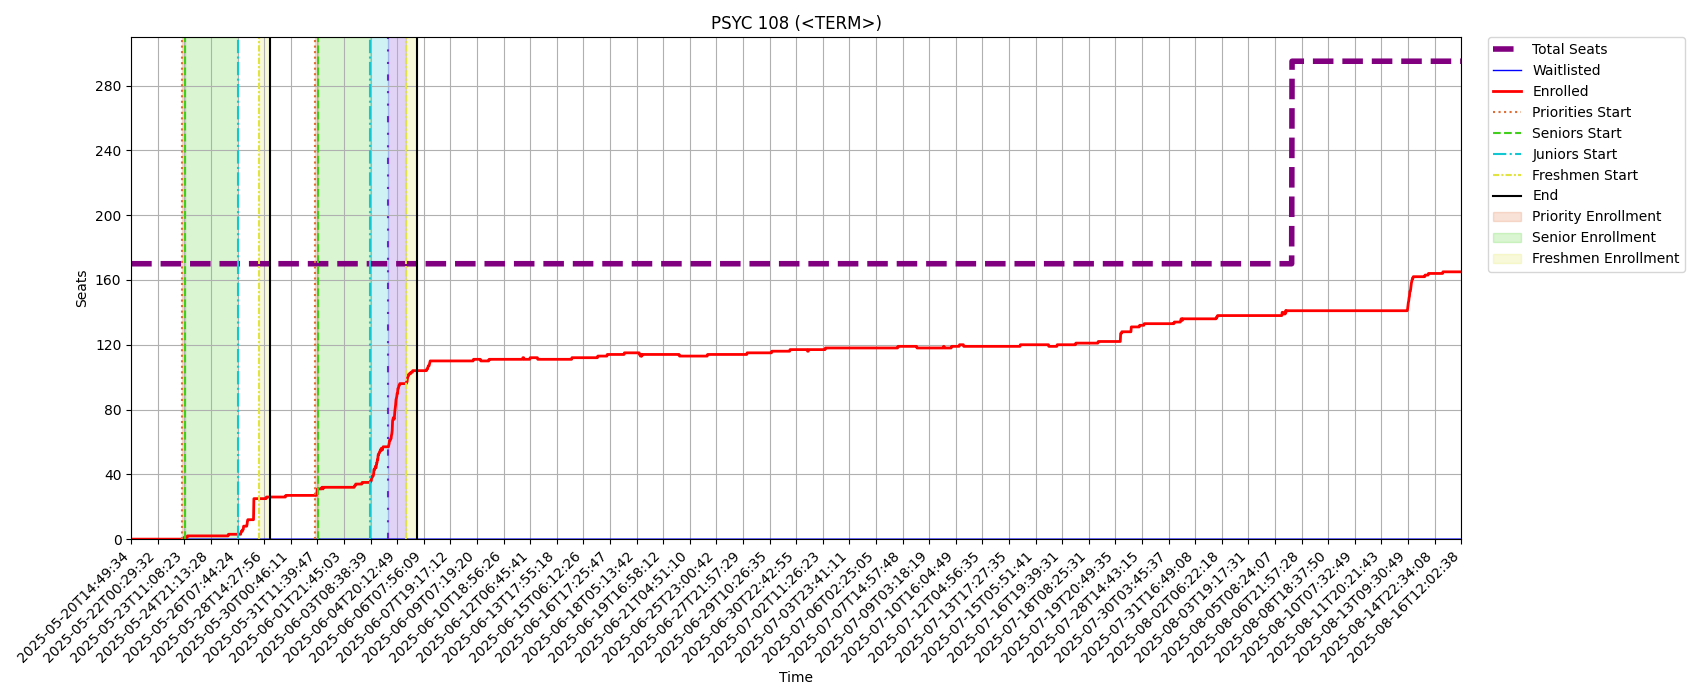 PSYC 108 (<TERM>)
Total Seats
Waitlisted
Enrolled
Priorities Start
Seniors Start
Juniors Start
Freshmen Start
End
Priority Enrollment
Senior Enrollment
Freshmen Enrollment
Seats
280
240
200
160
120
80
40
0
2025-05-20T14:49:34
2025-05-22T00:29:32
2025-05-23T11:08:23
2025-05-24T21:13:28
2025-05-26T07:44:24
2025-05-28T14:27:56
2025-05-30T00:46:11
2025-05-31T11:39:47
2025-06-01T21:45:03
2025-06-03T08:38:39
2025-06-04T20:12:49
2025-06-06T07:56:09
2025-06-07T19:17:12
2025-06-09T07:19:20
2025-06-10T18:56:26
2025-06-12T06:45:41
2025-06-13T17:55:18
2025-06-15T06:12:26
2025-06-16T17:25:47
2025-06-18T05:13:42
2025-06-19T16:58:12
2025-06-21T04:51:10
2025-06-25T23:00:42
2025-06-27T21:57:29
2025-06-29T10:26:35
2025-06-30T22:42:55
2025-07-02T11:26:23
2025-07-03T23:41:11
2025-07-06T02:25:05
2025-07-07T14:57:48
2025-07-09T03:18:19
2025-07-10T16:04:49
2025-07-12T04:56:35
2025-07-13T17:27:35
2025-07-15T05:51:41
2025-07-16T19:39:31
2025-07-18T08:25:31
2025-07-19T20:49:35
2025-07-28T14:43:15
2025-07-30T03:45:37
2025-07-31T16:49:08
2025-08-02T06:22:18
2025-08-03T19:17:31
2025-08-05T08:24:07
2025-08-06T21:57:28
2025-08-08T18:37:50
2025-08-10T07:32:49
2025-08-11T20:21:43
2025-08-13T09:30:49
2025-08-14T22:34:08
2025-08-16T12:02:38
Time